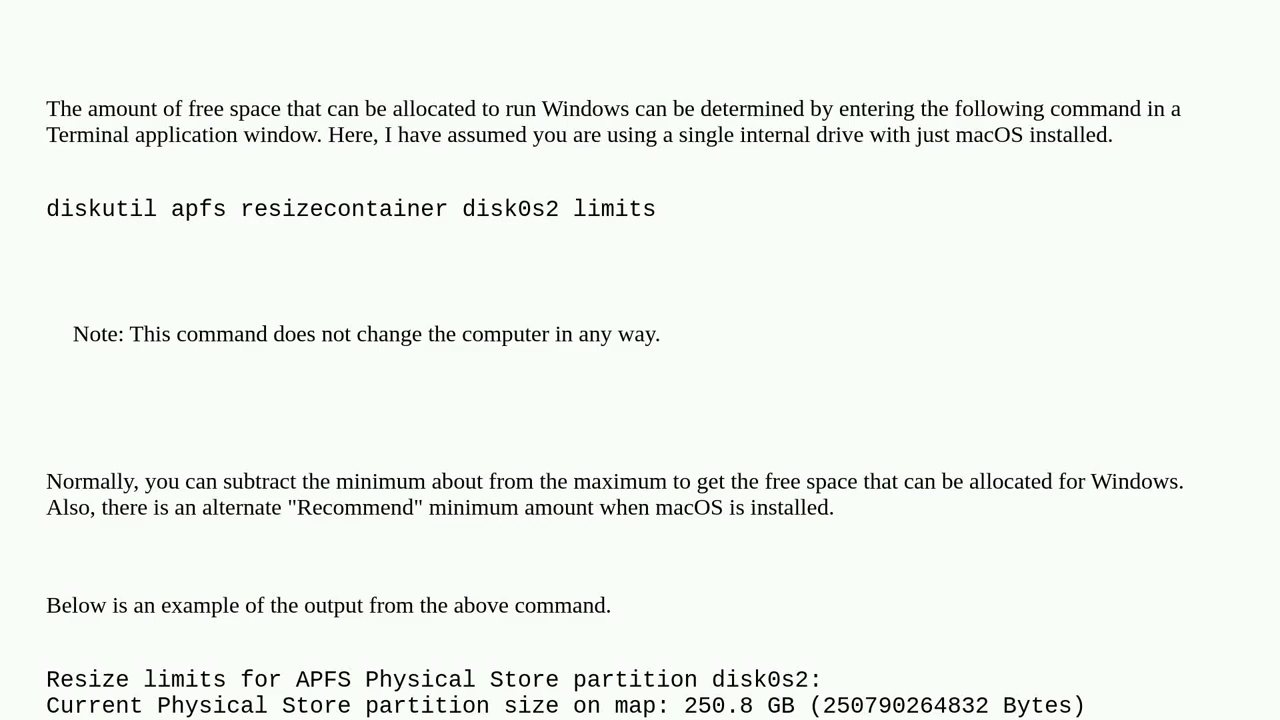 The amount of free space that can be allocated to run Windows can be determined by entering the following command in a
Terminal application window. Here, I have assumed you are using a single internal drive with just macOS installed.
diskutil apfs resizecontainer disk0s2 limits
Note: This command does not change the computer in any way.
Normally, you can subtract the minimum about from the maximum to get the free space that can be allocated for Windows.
Also, there is an alternate "Recommend" minimum amount when macOS is installed.
Below is an example of the output from the above command.
Resize limits for APFS Physical Store partition disk0s2:
Current Physical Store partition size on map: 250.8 GB (250790264832 Bytes)